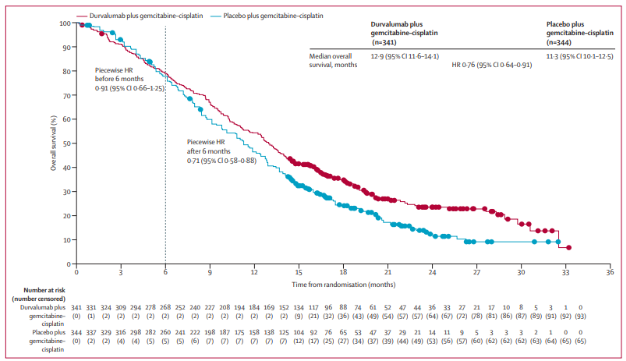 Durvalumab plus gemcitabine–cisplatin
Placebo plus gemcitabine–cisplatin
Durvalumab plus
gemcitabine–cisplatin
(n=341)
Placebo plus
gemcitabine–cisplatin
(n=344)
Median overall
survival, months
12·9 (95% CI 11·6–14·1)
11·3 (95% CI 10·1–12·5)
HR 0·76 (95% CI 0·64–0·91)
Piecewise HR
before 6 months
0·91 (95% CI 0·66–1·25)
Piecewise HR
after 6 months
0·71 (95% CI 0·58–0·88)
Overall survival (%)
100
90
80
70
60
50
40
30
20
10
0
0 3 6 9 12 15 18 21 24 27 30 33 36
Time from randomisation (months)
Number at risk
(number censored)
Durvalumab plus 341 331 324 309 294 278 268 252 240 227 208 194 184 169 152 134 117 96 88 74 61 52 47 44 36 33 27 21 17 10 8 5 3 1 0
gemcitabine– (0) (1) (2) (2) (2) (2) (2) (2) (2) (2) (2) (2) (2) (2) (2) (12) (21) (32) (36) (43) (49) (54) (51) (57) (64) (67) (72) (78) (81) (86) (87) (89) (91) (92) (93)
cisplatin
Placebo plus 344 337 329 316 298 282 260 241 222 198 187 175 158 138 125 104 92 76 65 53 47 37 29 21 14 11 9 5 3 3 3 2 1 1 0
gemcitabine– (0) (2) (2) (4) (4) (5) (5) (5) (6) (7) (7) (7) (7) (7) (9) (12) (17) (25) (27) (34) (37) (39) (44) (49) (53) (56) (56) (57) (60) (62) (62) (63) (64) (65) (65)
cisplatin